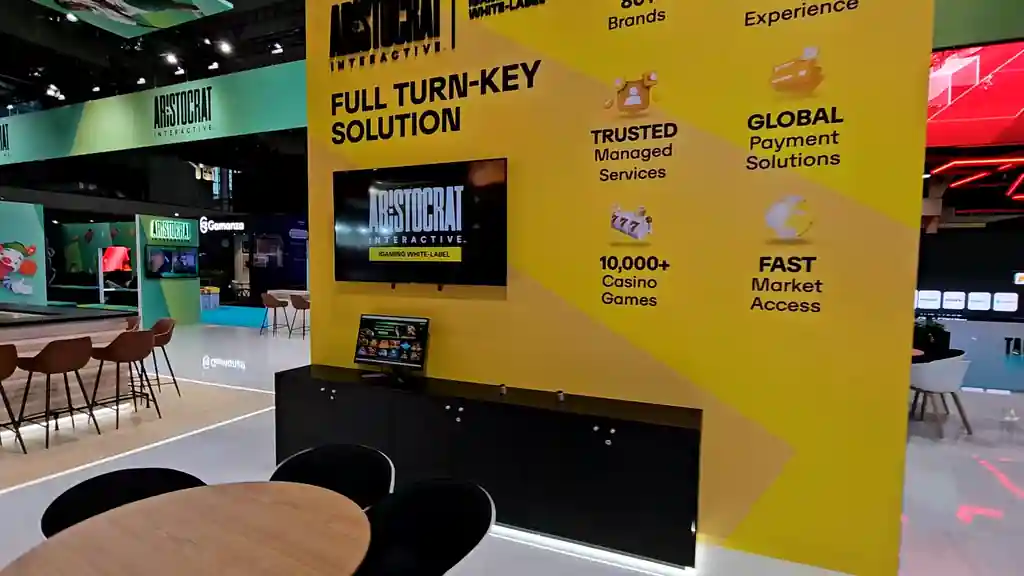 ARISTOCRAT
INTERACTIVE
WHITE-LABEL
Brands
Experience
FULL TURN-KEY
SOLUTION
TRUSTED
Managed
Services
GLOBAL
Payment
Solutions
777
10,000+
Casino
Games
FAST
Market
Access
ARISTOCRAT
INTERACTIVE
IGAMING WHITE-LABEL
ARISTOCRAT
INTERACTIVE
ARISTOCRAT
Gamanza